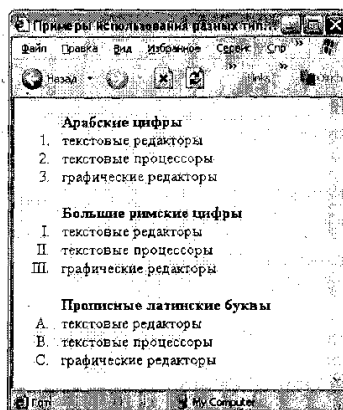 Примеры использования разных тип
Файл Правка Вид Избранное Сервис Спр »
Назад
Links
Арабские цифры
1. текстовые редакторы
2. текстовые процессоры
3. графические редакторы
Большие римские цифры
I. текстовые редакторы
II. текстовые процессоры
III. графические редакторы
Прописные латинские буквы
A. текстовые редакторы
B. текстовые процессоры
C. графические редакторы
My Computer